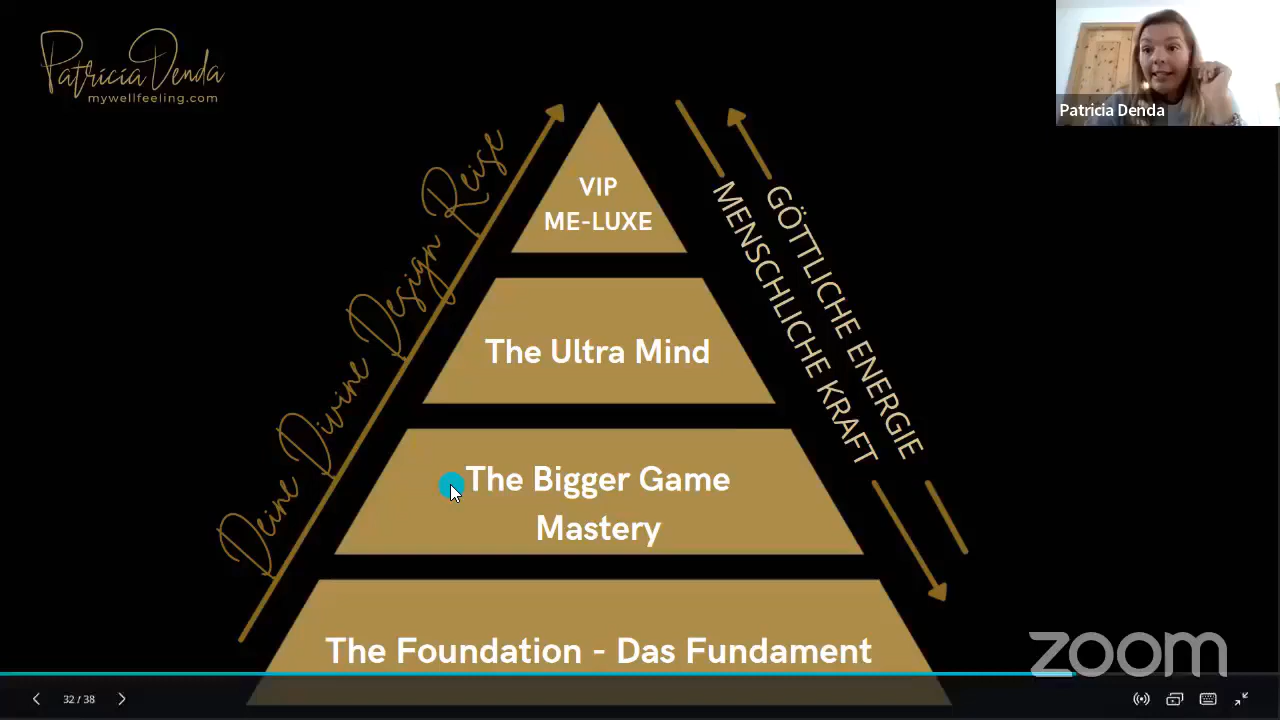 Patricia Denda
mywellfeeling.com
Patricia Denda
Deine Divine Design Reise
VIP
ME-LUXE
GÖTTLICHE ENERGIE
MENSCHLICHE KRAFT
The Ultra Mind
The Bigger Game
Mastery
The Foundation - Das Fundament
zoom
32 / 38